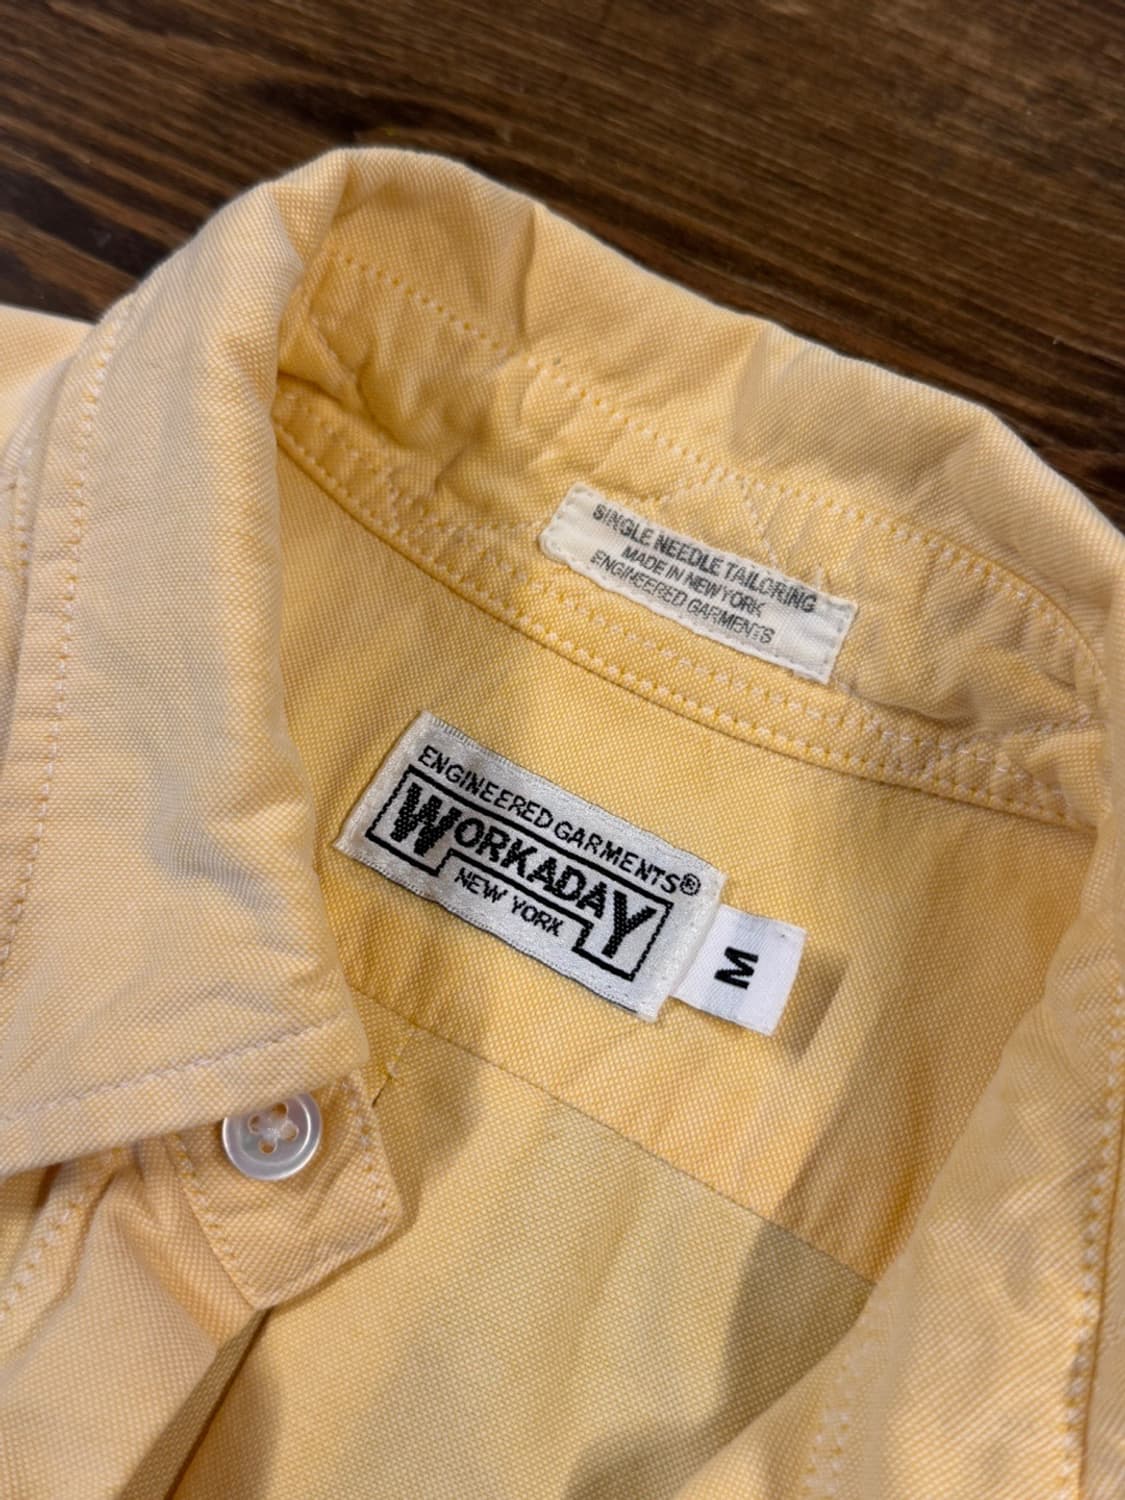 SINGLE NEEDLE TAILORING
MADE IN NEW YORK
ENGINEERED GARMENTS
ENGINEERED GARMENTS®
WORKADAY
NEW YORK
M